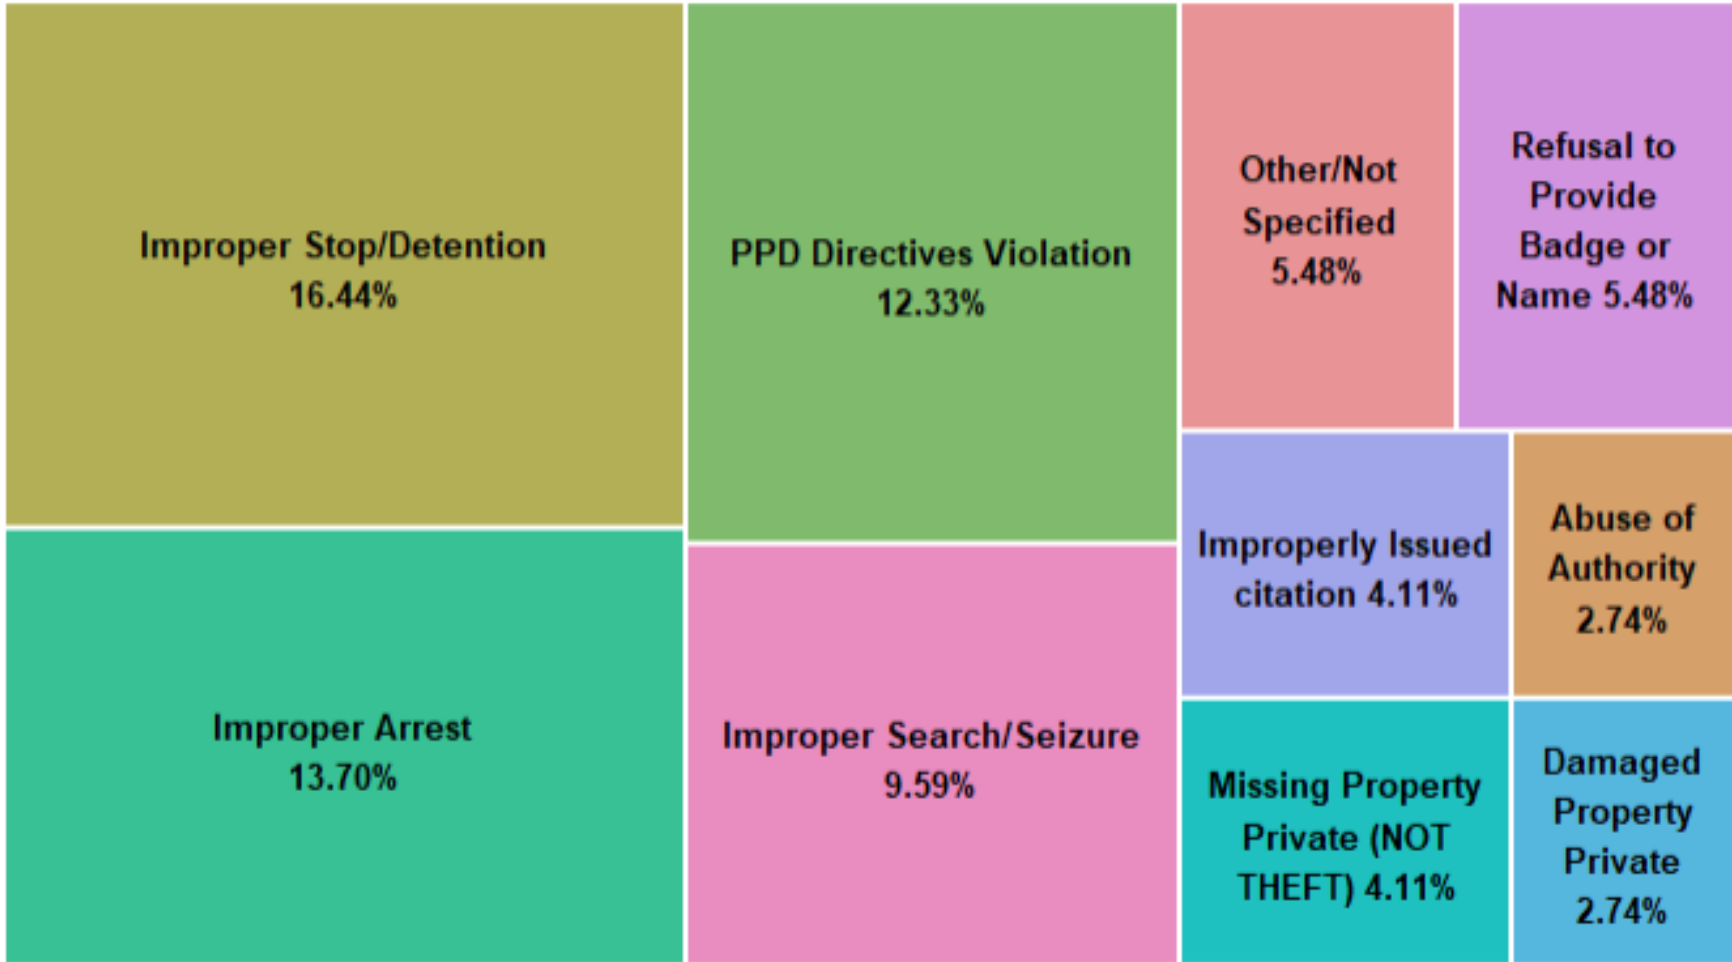 Improper Stop/Detention
16.44%
Improper Arrest
13.70%
PPD Directives Violation
12.33%
Improper Search/Seizure
9.59%
Other/Not
Specified
5.48%
Refusal to
Provide
Badge or
Name 5.48%
Improperly Issued
citation 4.11%
Abuse of
Authority
2.74%
Missing Property
Private (NOT
THEFT) 4.11%
Damaged
Property
Private
2.74%